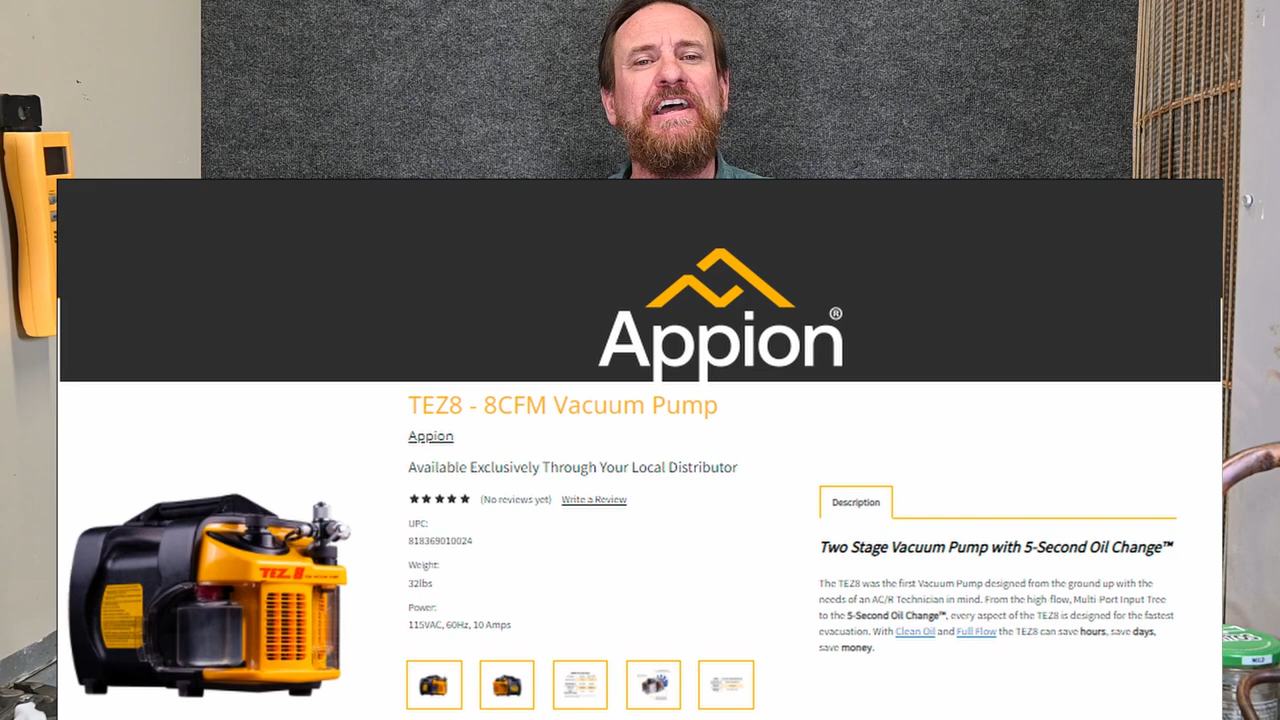 Appion®
TEZ8 - 8CFM Vacuum Pump
Appion
Available Exclusively Through Your Local Distributor
(No reviews yet) Write a Review
UPC:
818369010024
Weight:
32lbs
Power:
115VAC, 60Hz, 10 Amps
Description
Two Stage Vacuum Pump with 5-Second Oil Change™
The TEZ8 was the first Vacuum Pump designed from the ground up with the
needs of an AC/R Technician in mind. From the high flow, Multi Port Input Tree
to the 5-Second Oil Change™, every aspect of the TEZ8 is designed for the fastest
evacuation. With Clean Oil and Full Flow the TEZ8 can save hours, save days,
save money.
TEZ 8